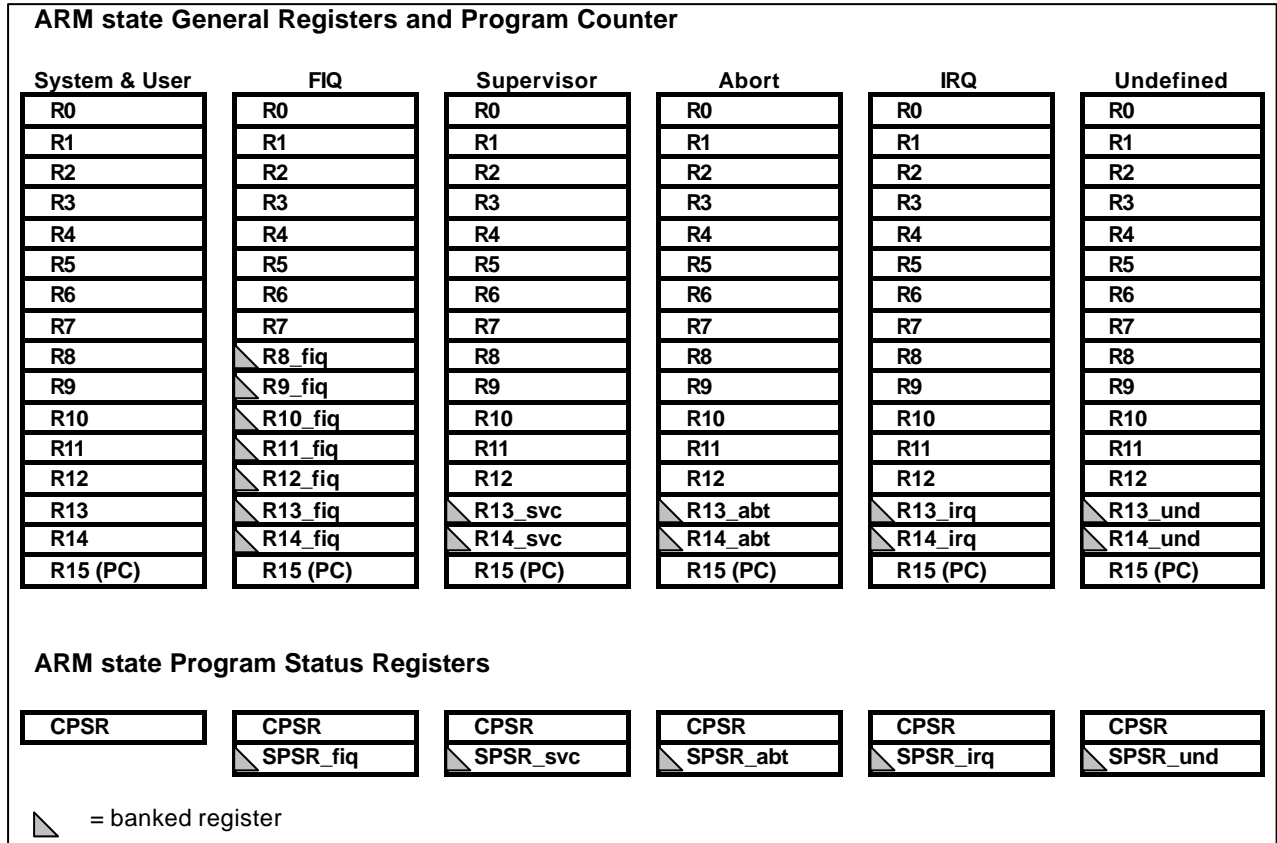 ARM state General Registers and Program Counter
System & User FIQ Supervisor Abort IRQ Undefined
R0 R0 R0 R0 R0 R0
R1 R1 R1 R1 R1 R1
R2 R2 R2 R2 R2 R2
R3 R3 R3 R3 R3 R3
R4 R4 R4 R4 R4 R4
R5 R5 R5 R5 R5 R5
R6 R6 R6 R6 R6 R6
R7 R7 R7 R7 R7 R7
R8 R8_fiq R8 R8 R8 R8
R9 R9_fiq R9 R9 R9 R9
R10 R10_fiq R10 R10 R10 R10
R11 R11_fiq R11 R11 R11 R11
R12 R12_fiq R12 R12 R12 R12
R13 R13_fiq R13_svc R13_abt R13_irq R13_und
R14 R14_fiq R14_svc R14_abt R14_irq R14_und
R15 (PC) R15 (PC) R15 (PC) R15 (PC) R15 (PC) R15 (PC)
ARM state Program Status Registers
CPSR CPSR CPSR CPSR CPSR CPSR
SPSR_fiq SPSR_svc SPSR_abt SPSR_irq SPSR_und
= banked register